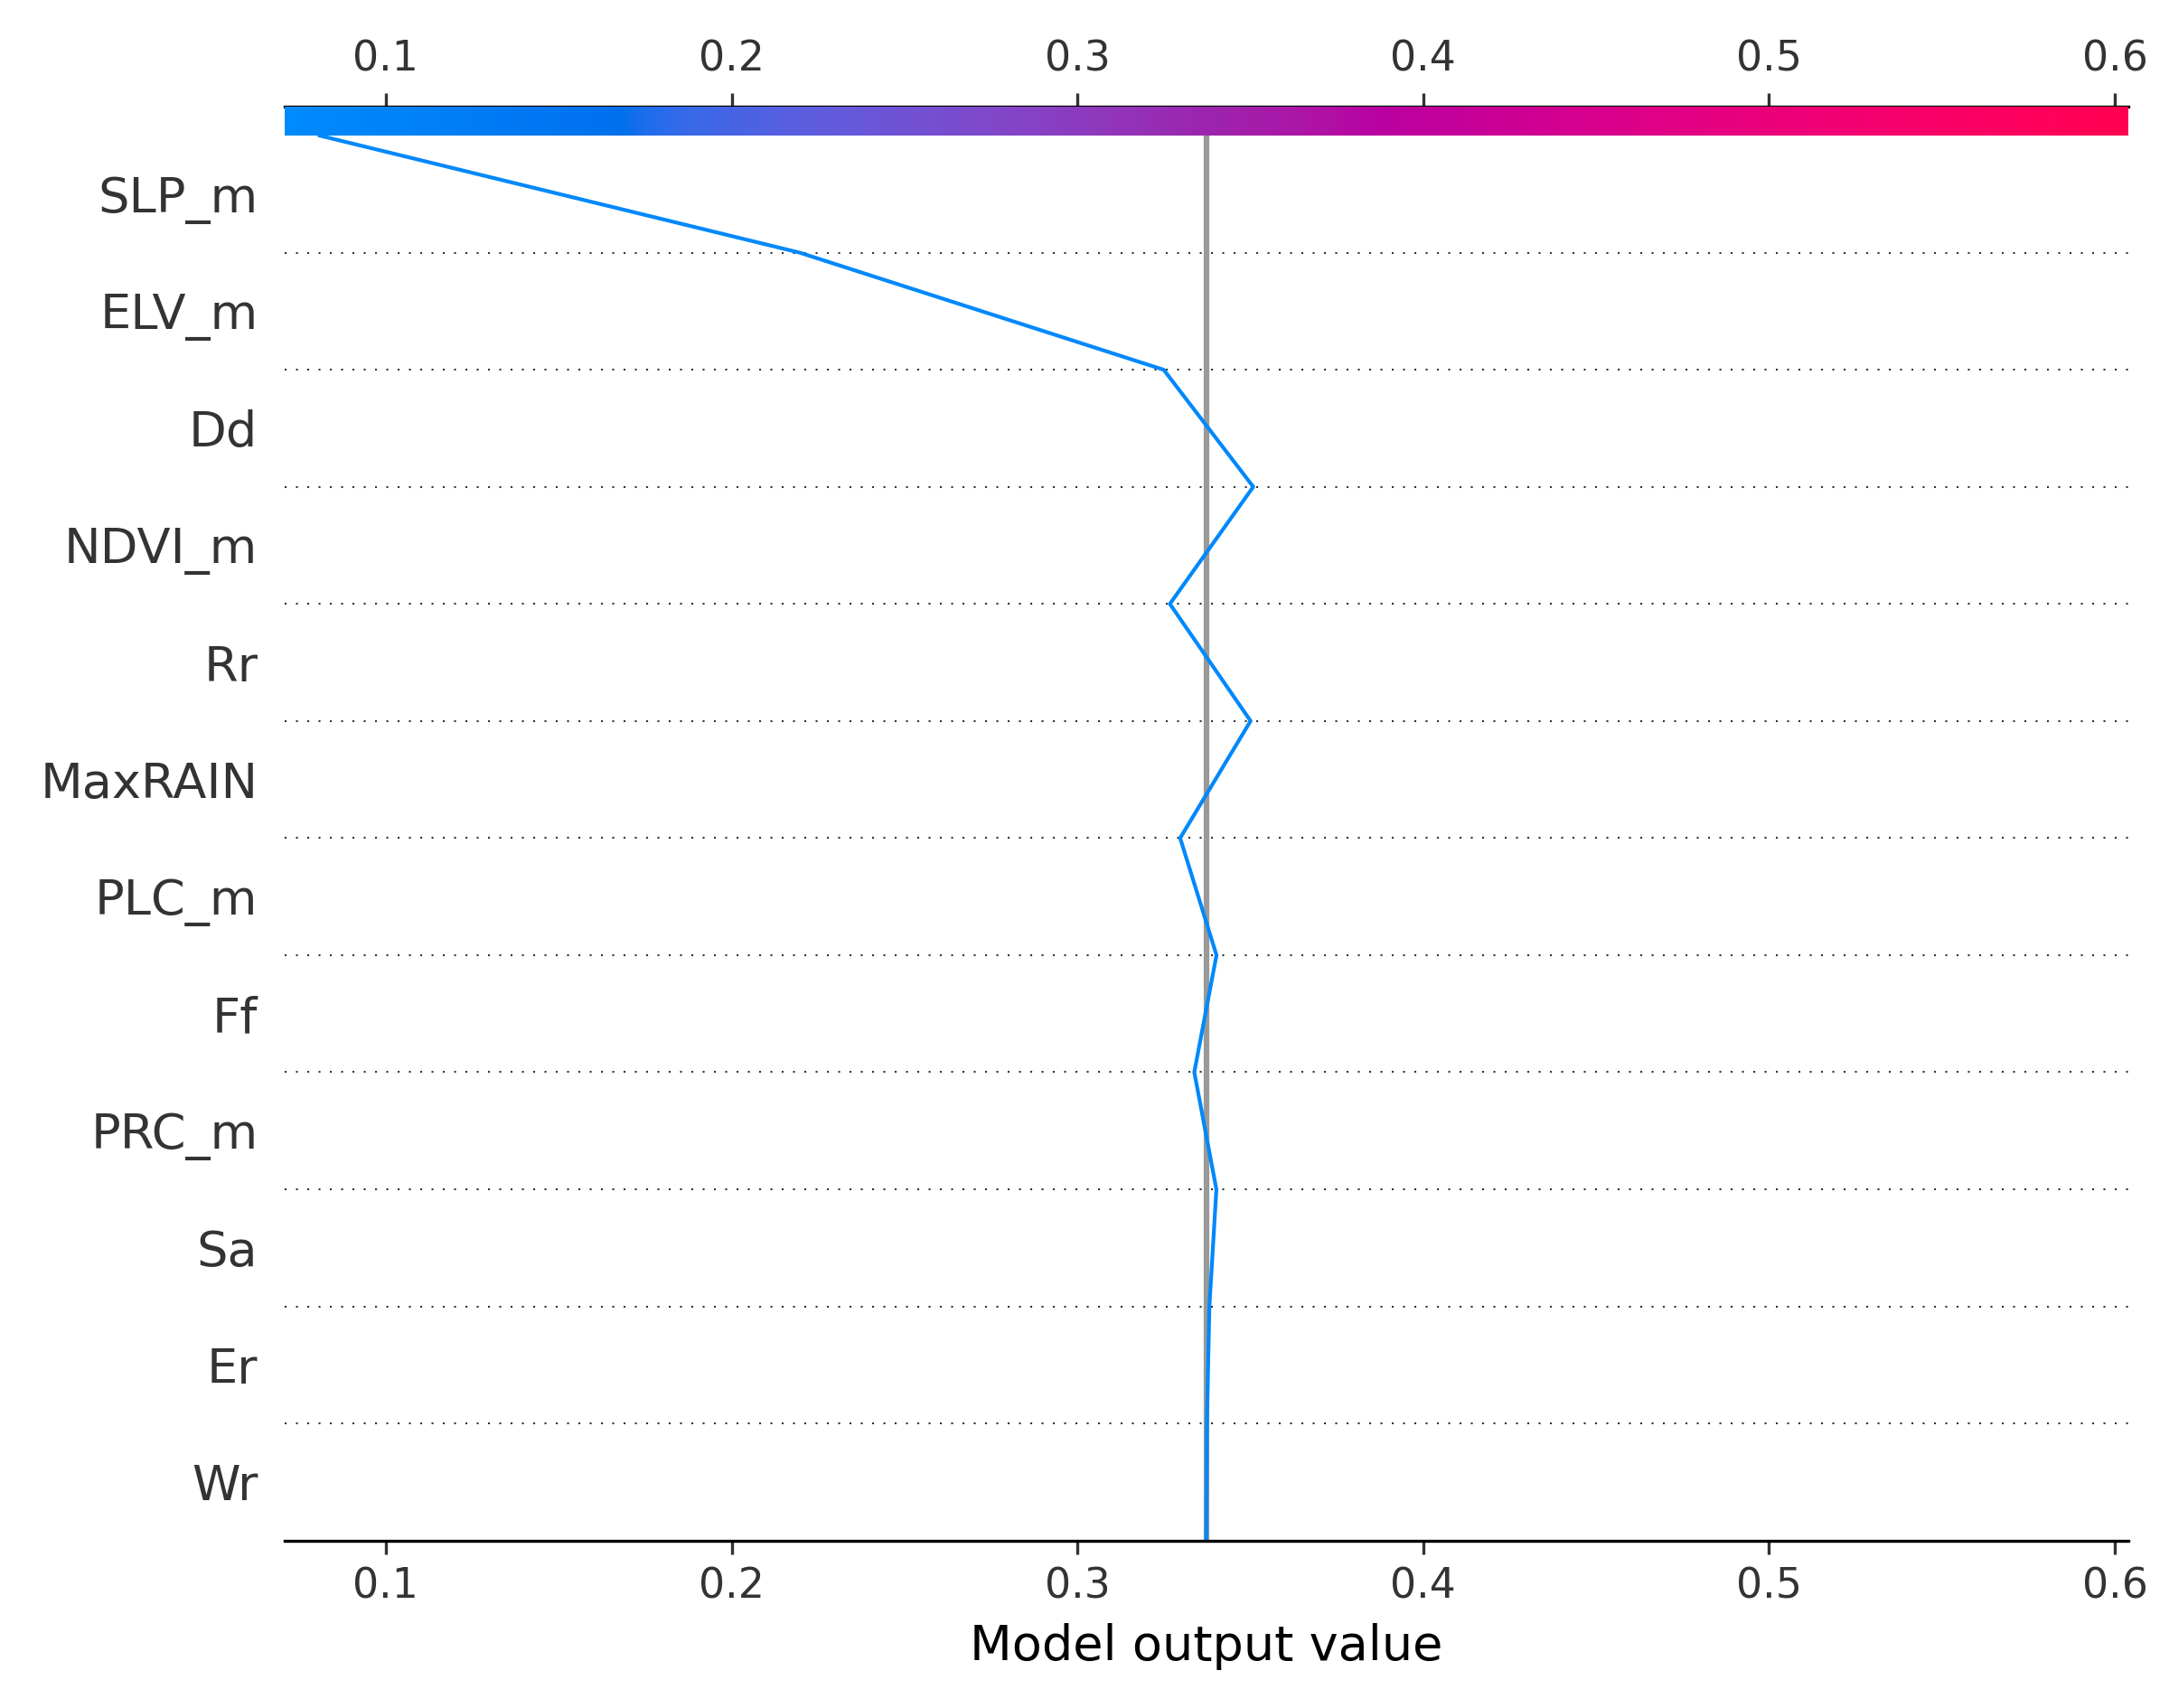 0.1 0.2 0.3 0.4 0.5 0.6
SLP_m
ELV_m
Dd
NDVI_m
Rr
MaxRAIN
PLC_m
Ff
PRC_m
Sa
Er
Wr
0.1 0.2 0.3 0.4 0.5 0.6
Model output value